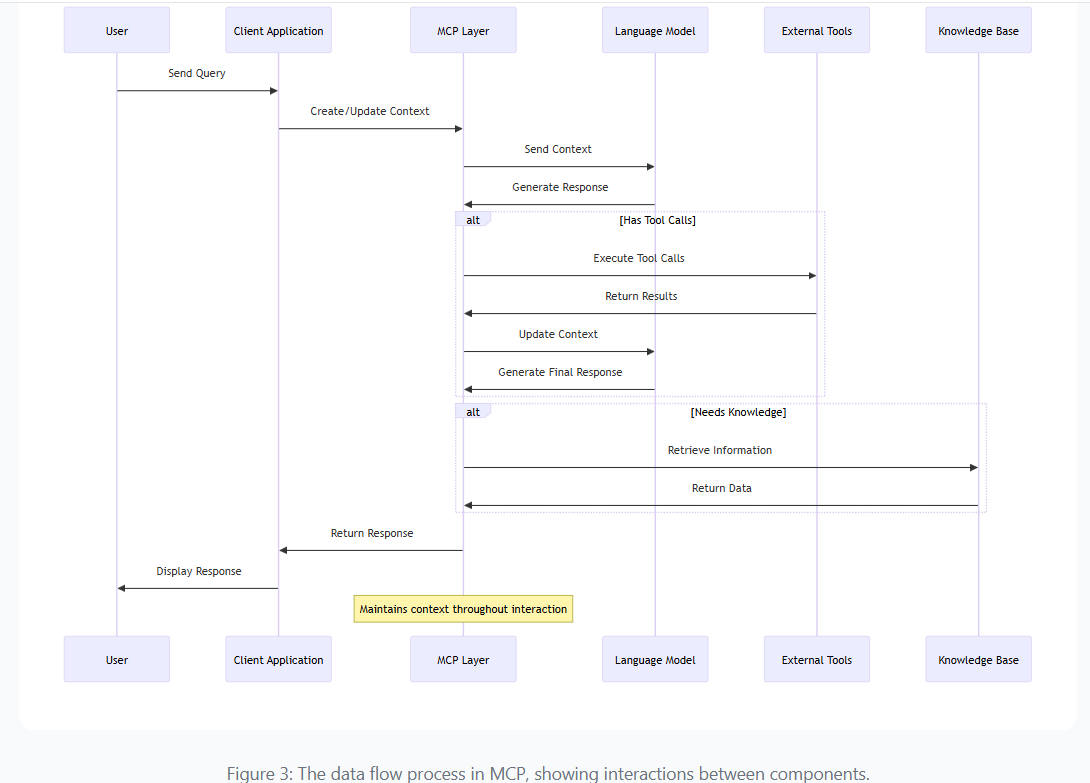 User
Client Application
MCP Layer
Language Model
External Tools
Knowledge Base
Send Query
Create/Update Context
Send Context
Generate Response
alt
[Has Tool Calls]
Execute Tool Calls
Return Results
Update Context
Generate Final Response
alt
[Needs Knowledge]
Retrieve Information
Return Data
Return Response
Display Response
Maintains context throughout interaction
User
Client Application
MCP Layer
Language Model
External Tools
Knowledge Base
Figure 3: The data flow process in MCP, showing interactions between components.